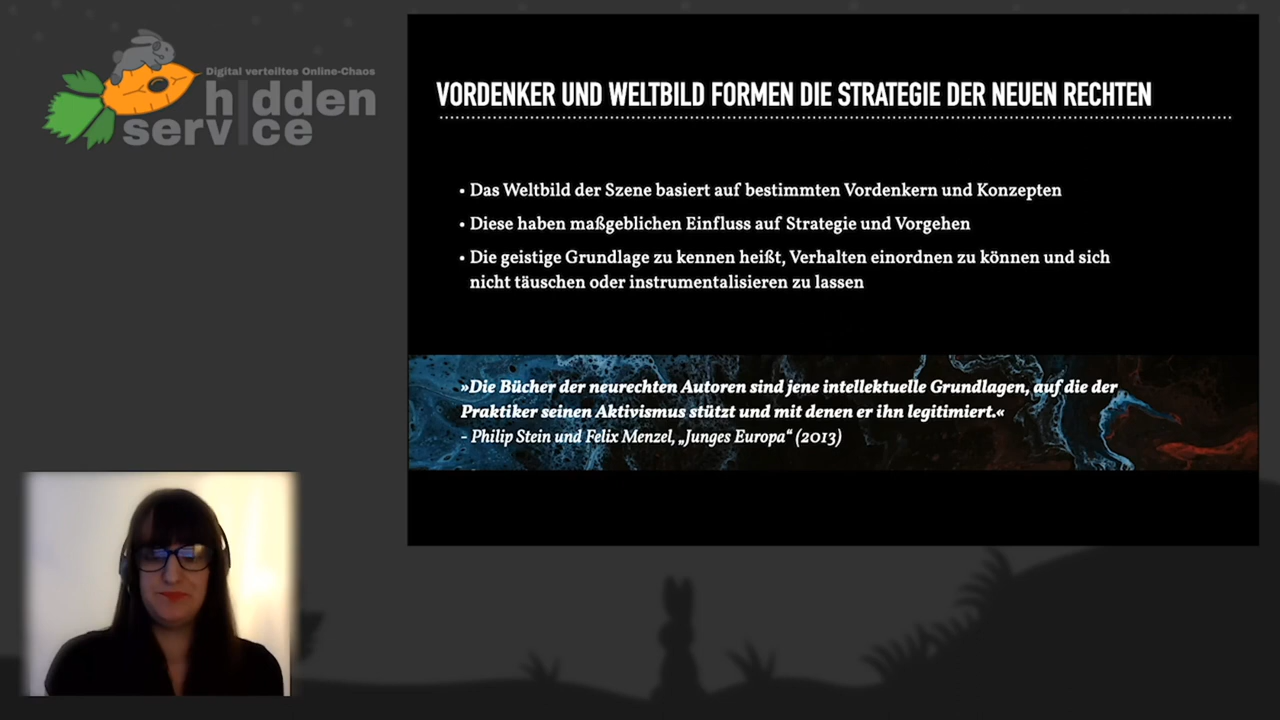 Digital verteiltes Online-Chaos
hidden
service
VORDENKER UND WELTBILD FORMEN DIE STRATEGIE DER NEUEN RECHTEN
• Das Weltbild der Szene basiert auf bestimmten Vordenkern und Konzepten
• Diese haben maßgeblichen Einfluss auf Strategie und Vorgehen
• Die geistige Grundlage zu kennen heißt, Verhalten einordnen zu können und sich
nicht täuschen oder instrumentalisieren zu lassen
»Die Bücher der neurechten Autoren sind jene intellektuelle Grundlagen, auf die der
Praktiker seinen Aktivismus stützt und mit denen er ihn legitimiert.«
- Philip Stein und Felix Menzel, „Junges Europa“ (2013)